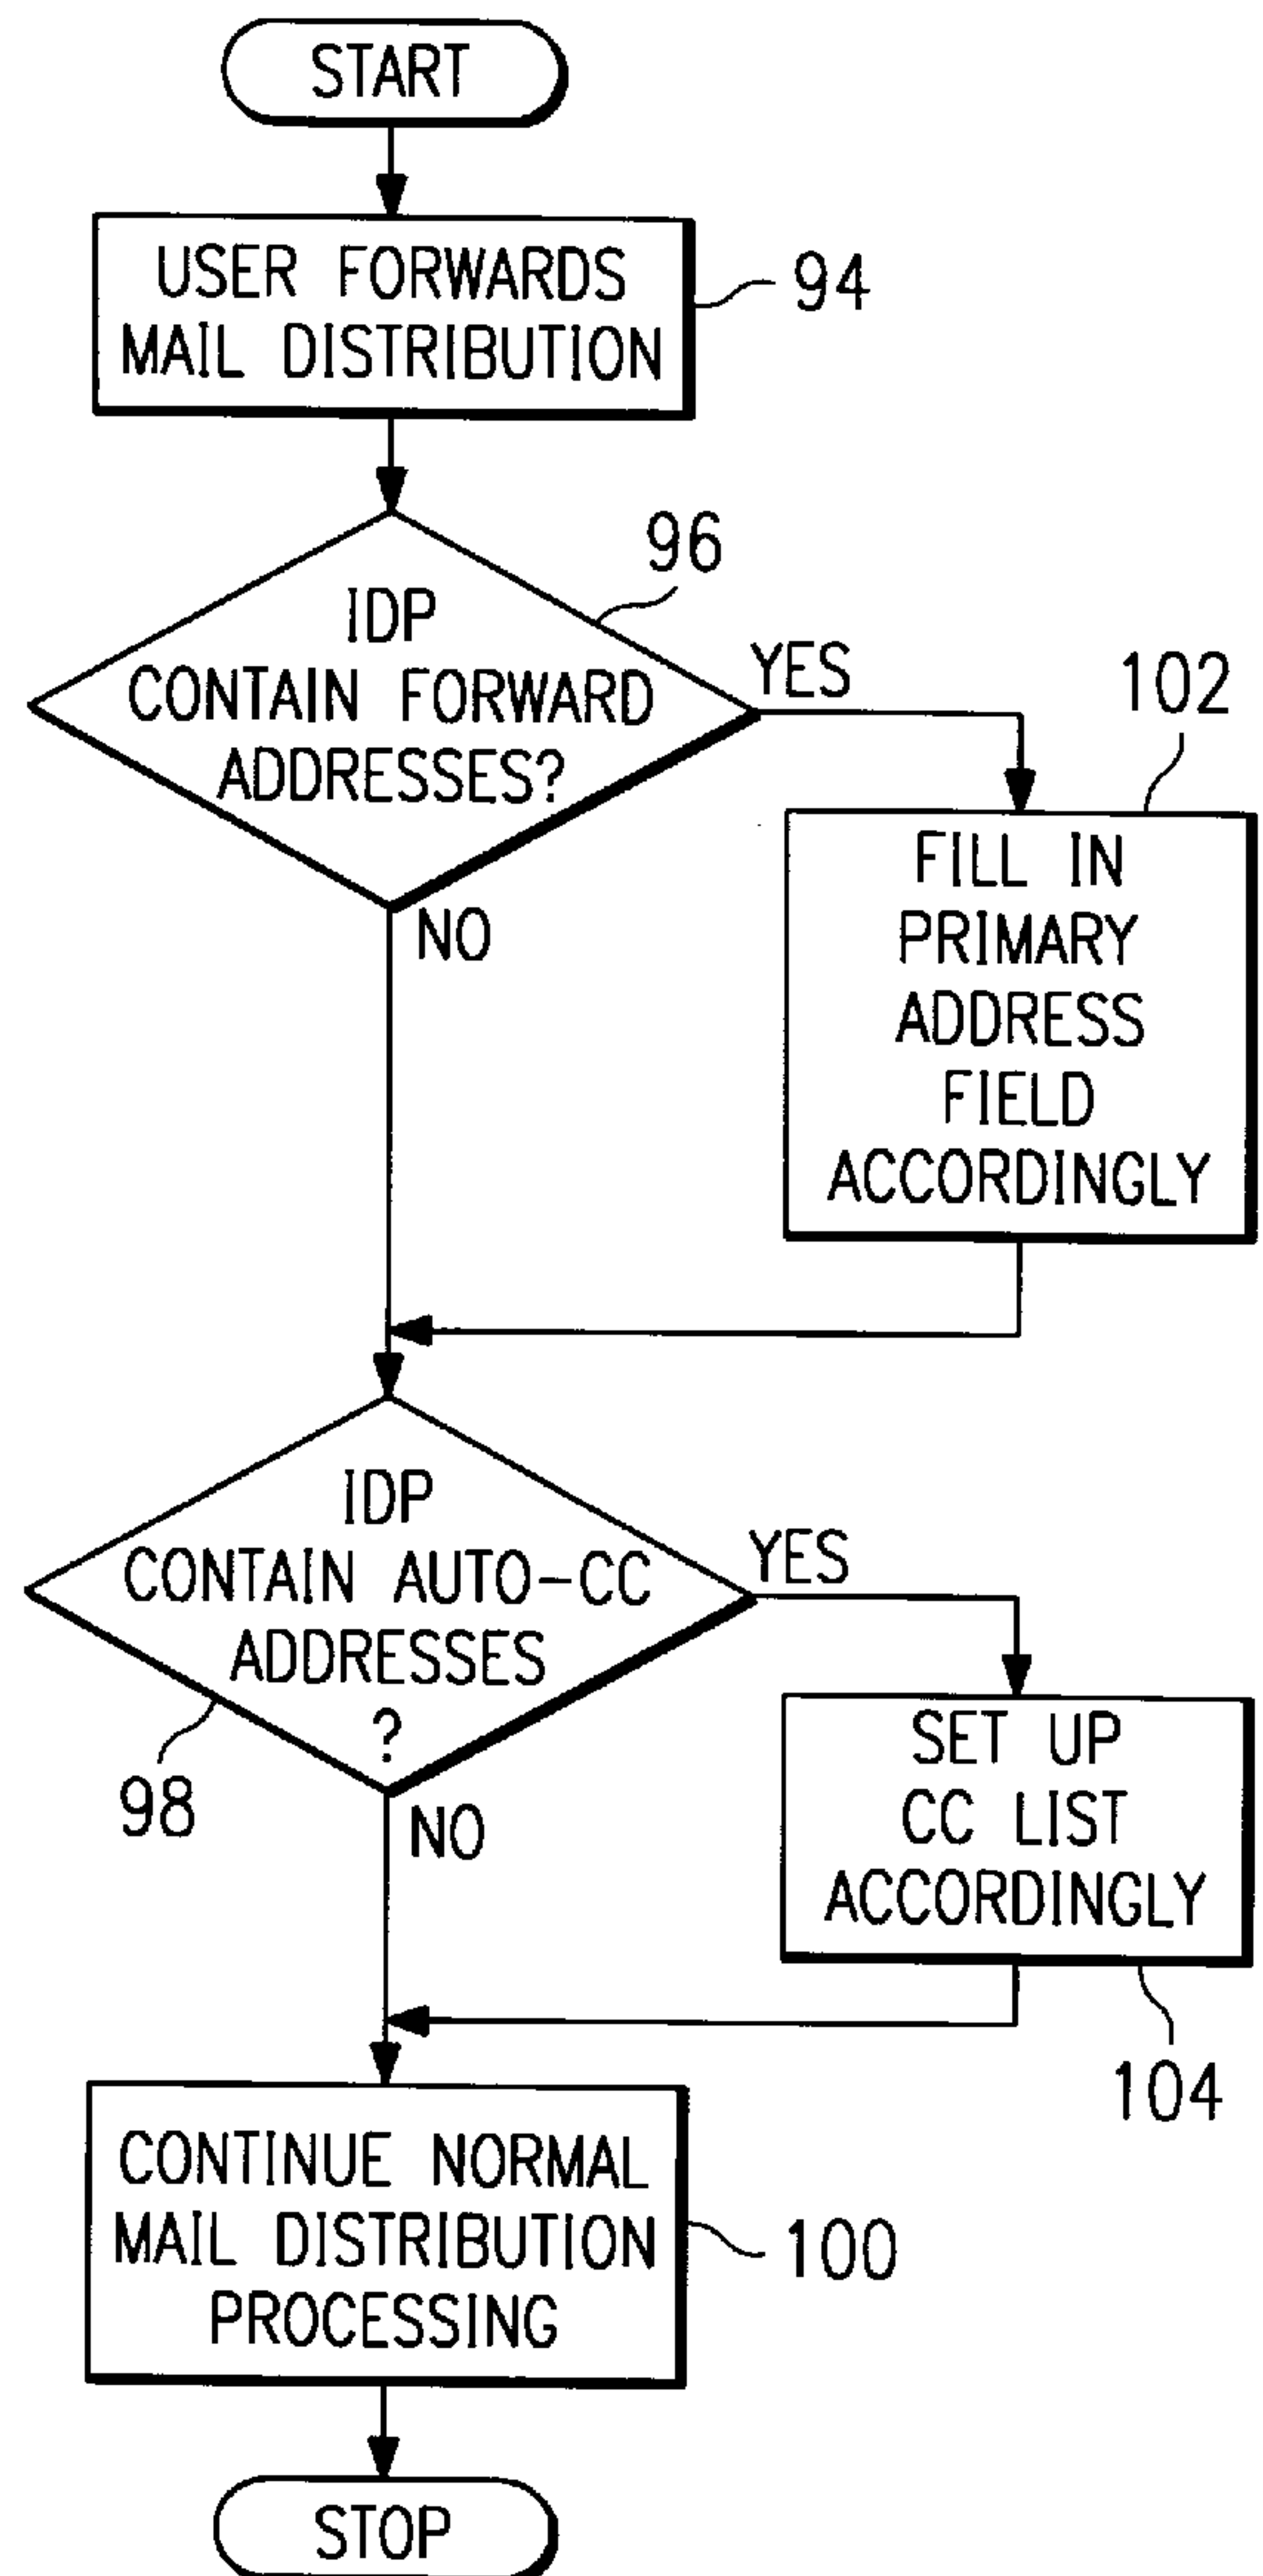 START
USER FORWARDS
MAIL DISTRIBUTION
94
96
IDP
CONTAIN FORWARD
ADDRESSES?
YES
NO
102
FILL IN
PRIMARY
ADDRESS
FIELD
ACCORDINGLY
IDP
CONTAIN AUTO-CC
ADDRESSES
?
YES
98
NO
SET UP
CC LIST
ACCORDINGLY
104
CONTINUE NORMAL
MAIL DISTRIBUTION
PROCESSING
100
STOP